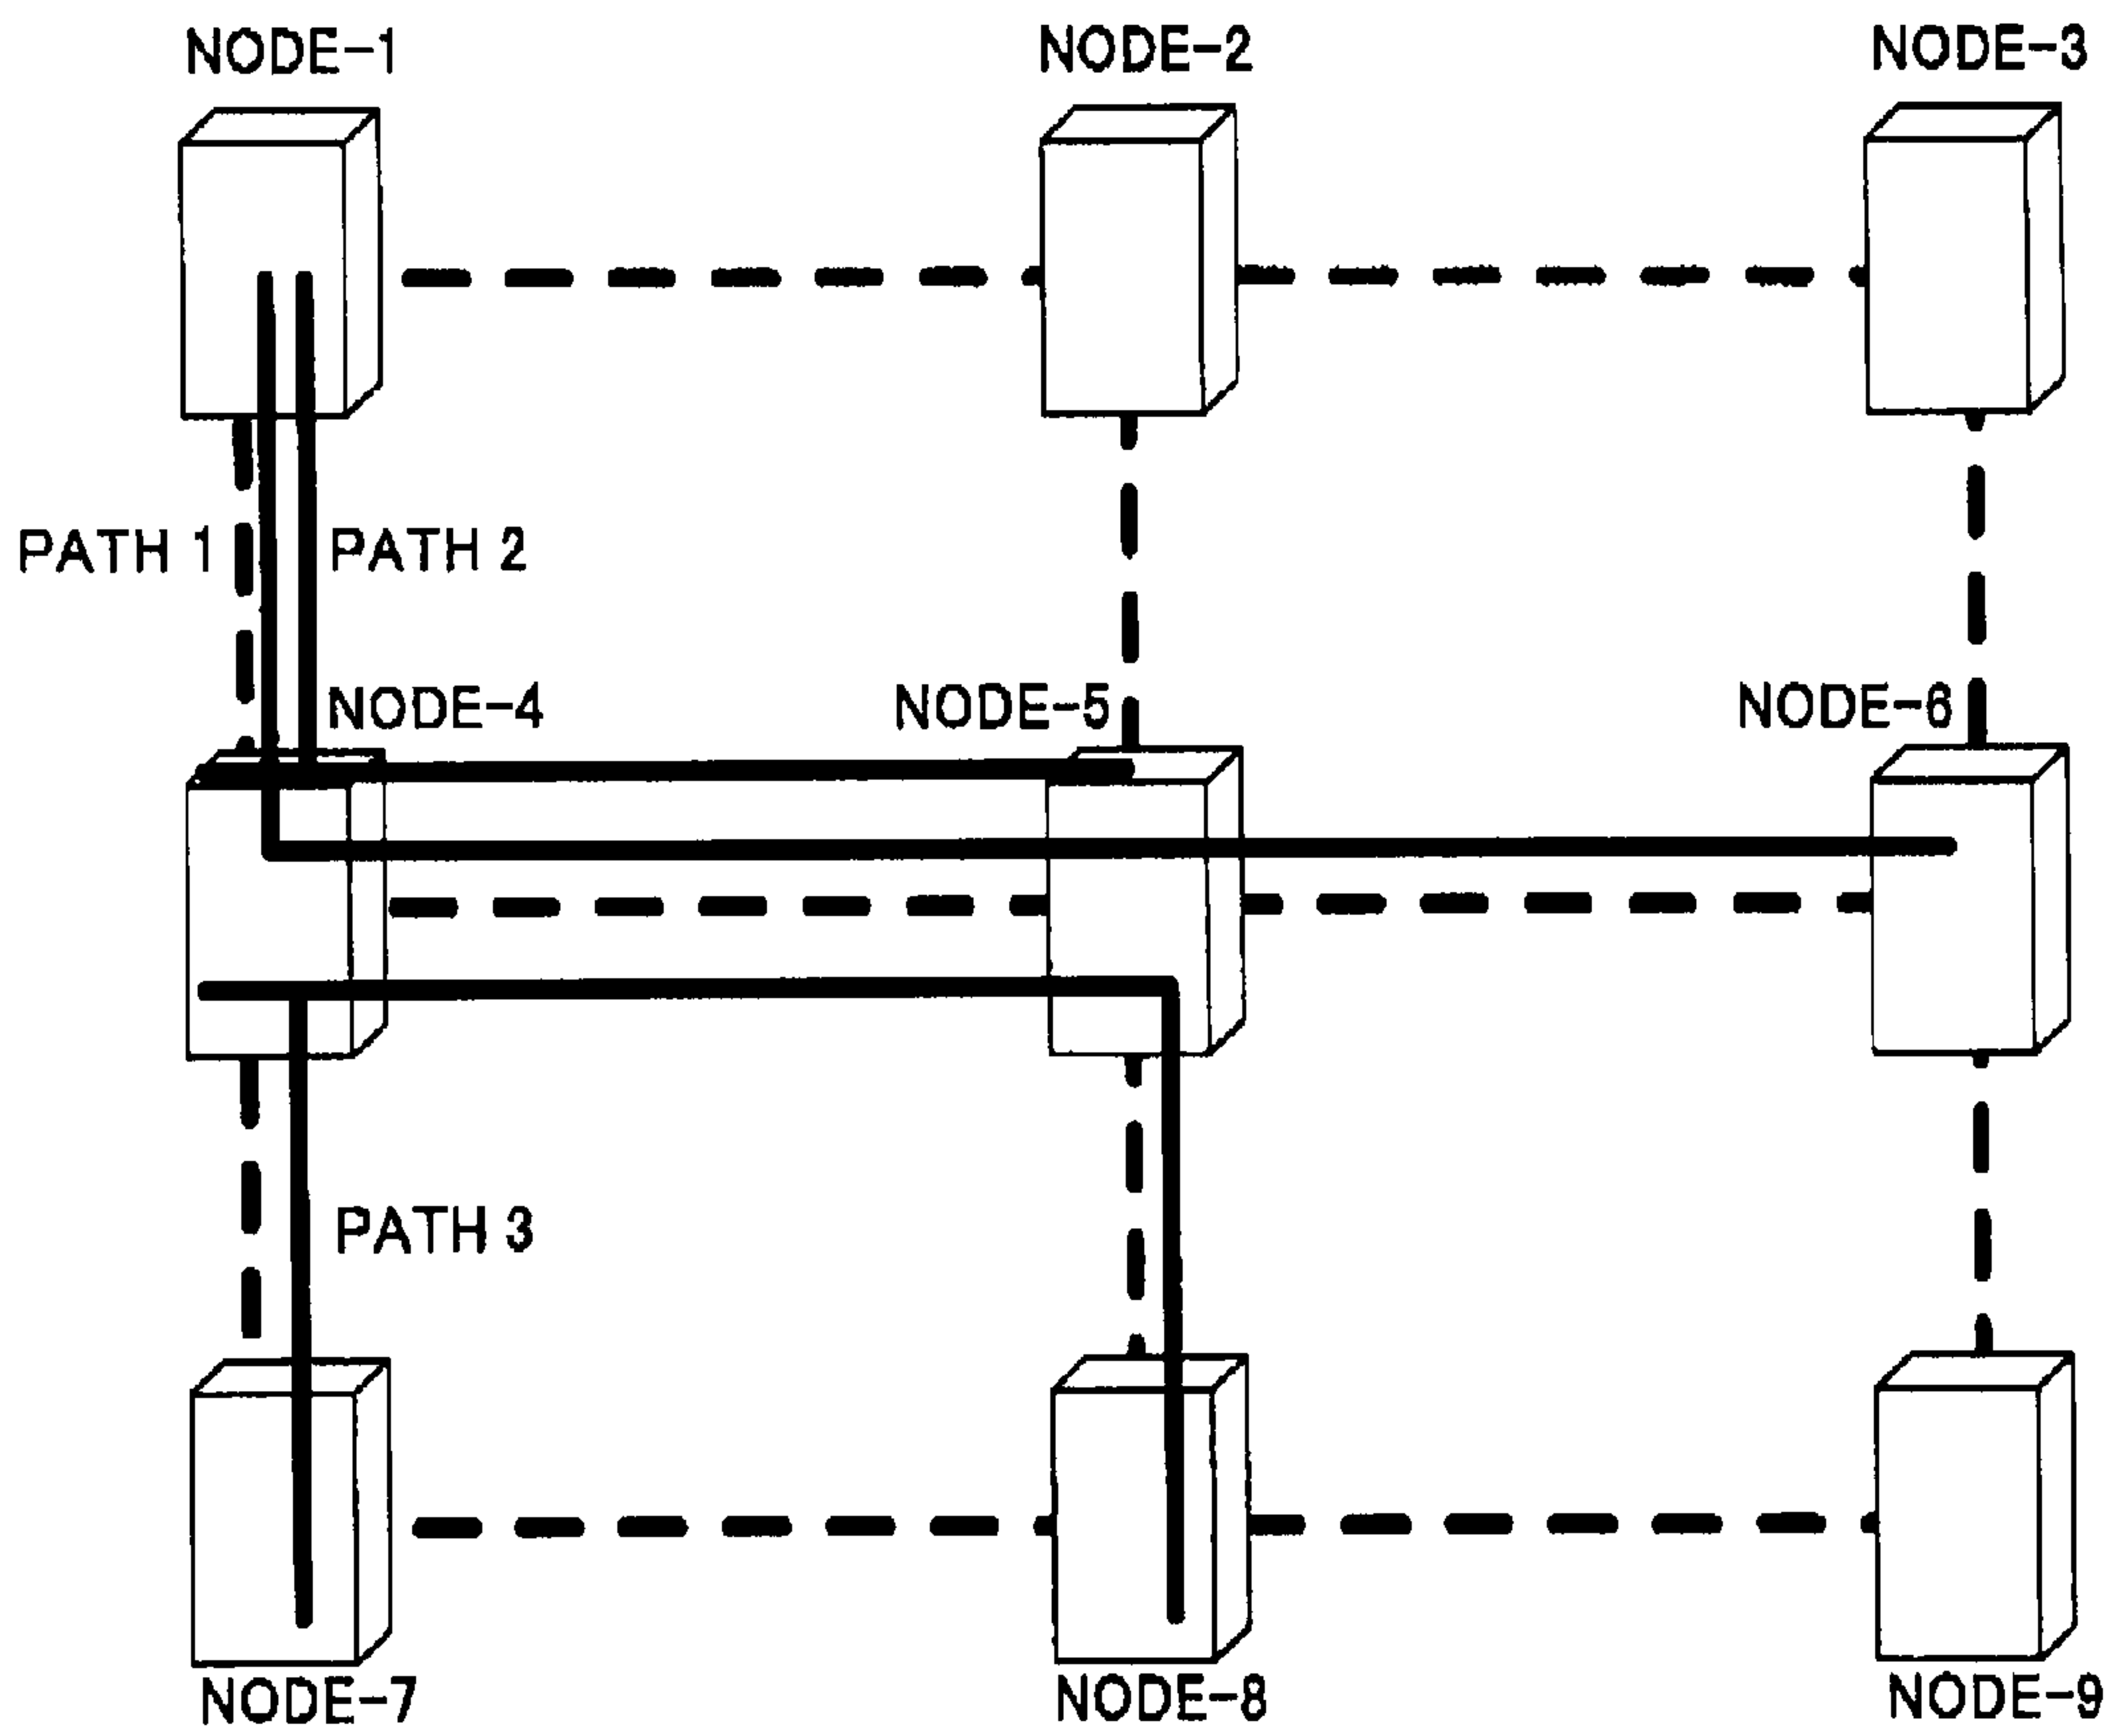 NODE-1
NODE-2
NODE-3
PATH 1
PATH 2
NODE-4
NODE-5
NODE-6
PATH 3
NODE-7
NODE-8
NODE-9